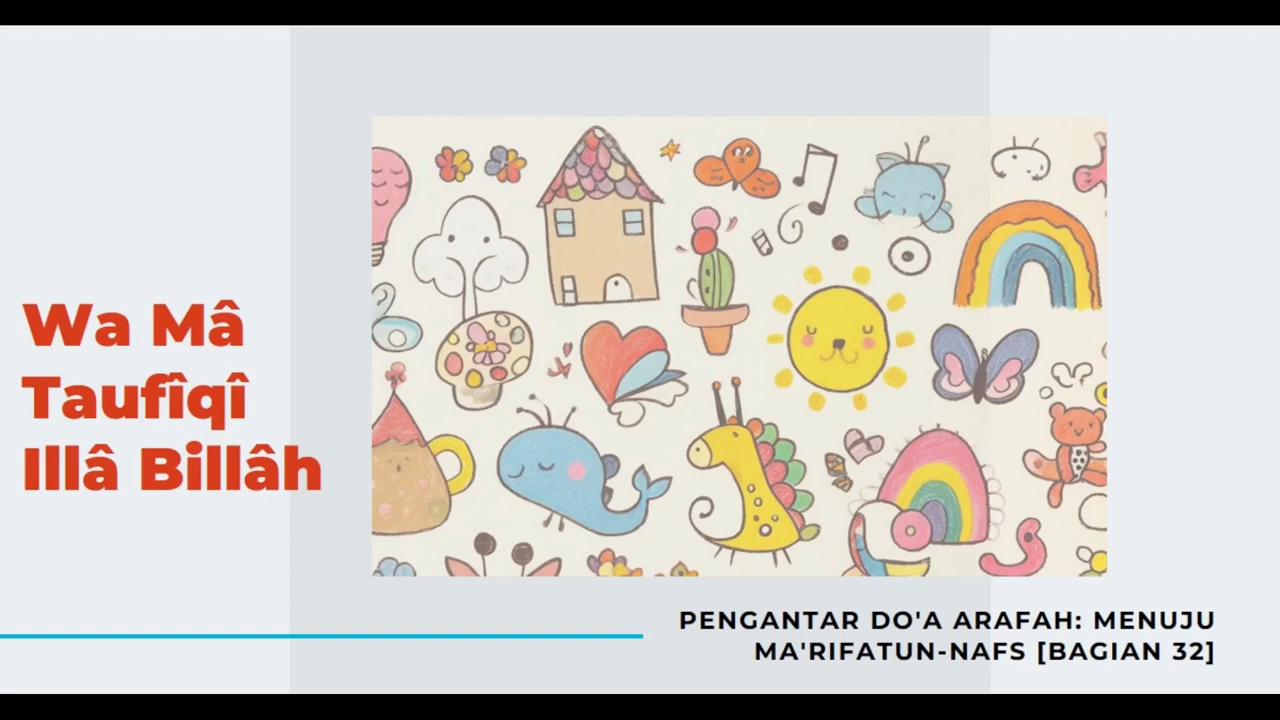 Wa Mâ
Taufîqî
Illâ Billâh
PENGANTAR DO'A ARAFAH: MENUJU
MA'RIFATUN-NAFS [BAGIAN 32]